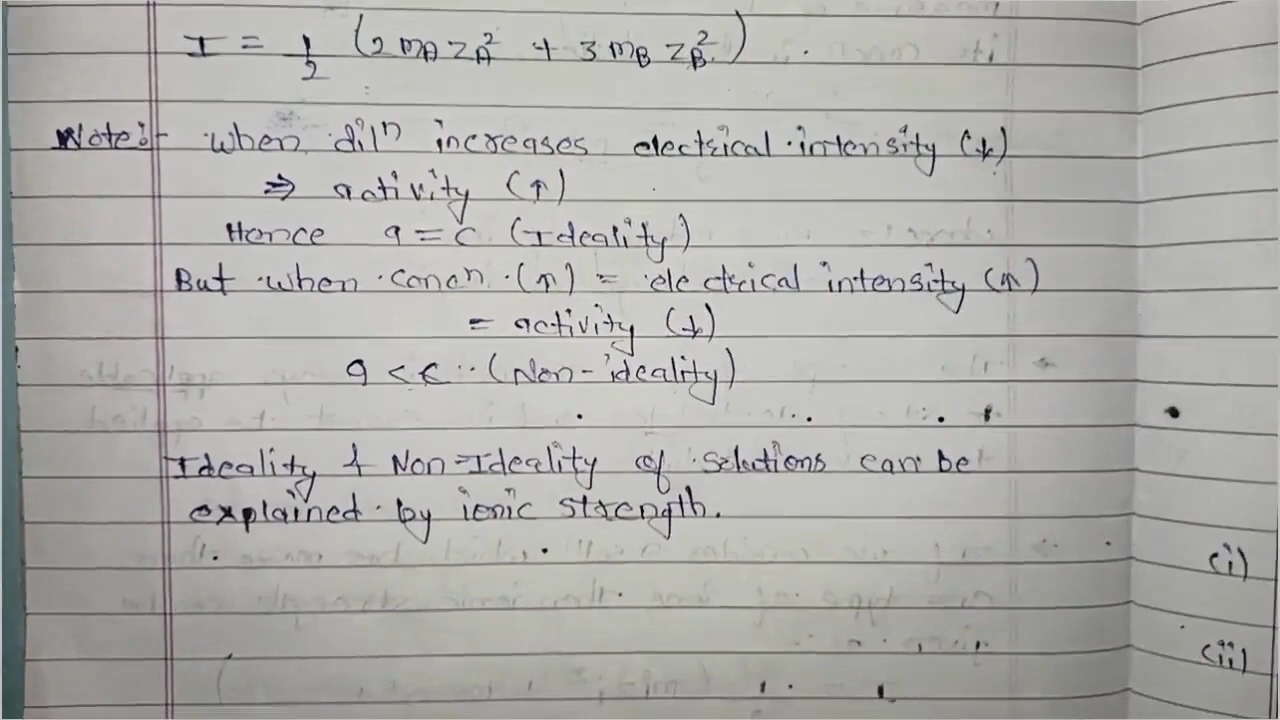 I = 1/2 (2 mA zA² + 3 mB zB²).
Note:- when dilⁿ increases electrical intensity (↓)
⇒ activity (↑)
Hence a = c (Ideality)
But when concn. (↑) = electrical intensity (↑)
= activity (↓)
a < c (Non-ideality)
Ideality & Non-Ideality of solutions can be
explained by ionic strength.
(i)
(ii)